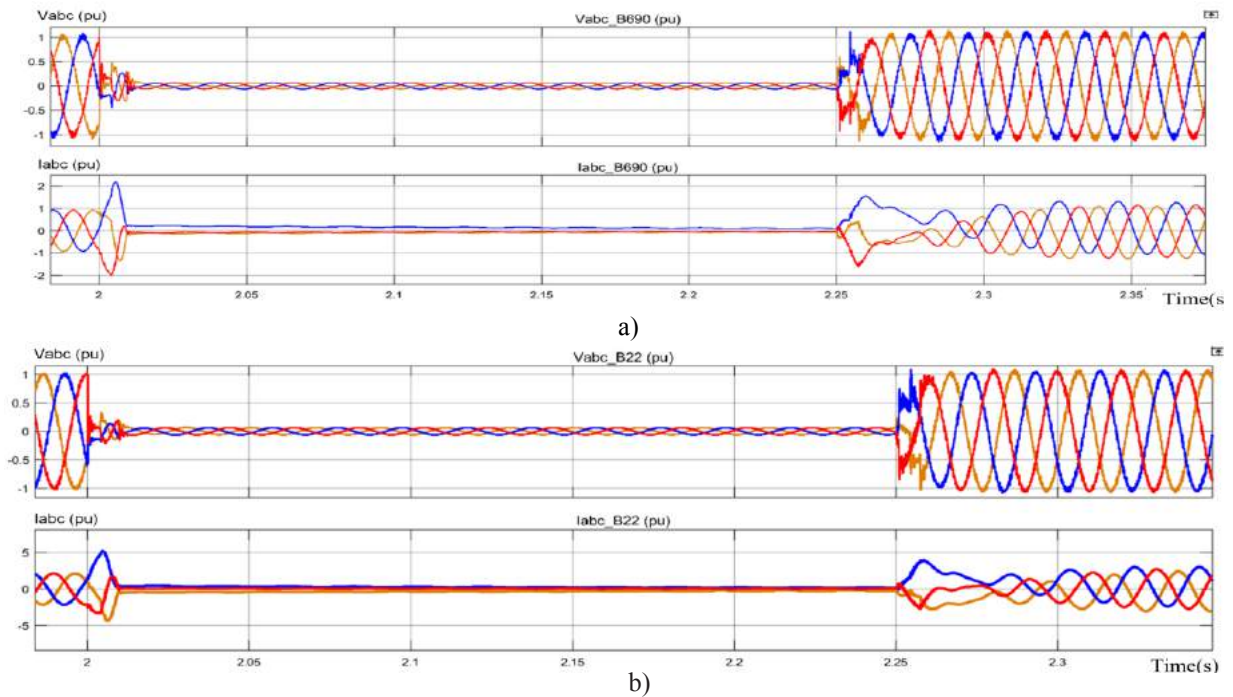 Vabc (pu) Vabc_B690 (pu)
1
0.5
0
-0.5
-1
Iabc (pu) Iabc_B690 (pu)
2
1
0
-1
-2
2 2.05 2.1 2.15 2.2 2.25 2.3 2.35 Time(s
a)
Vabc (pu) Vabc_B22 (pu)
1
0.5
0
-0.5
-1
Iabc (pu) Iabc_B22 (pu)
5
0
-5
2 2.05 2.1 2.15 2.2 2.25 2.3 Time(s)
b)